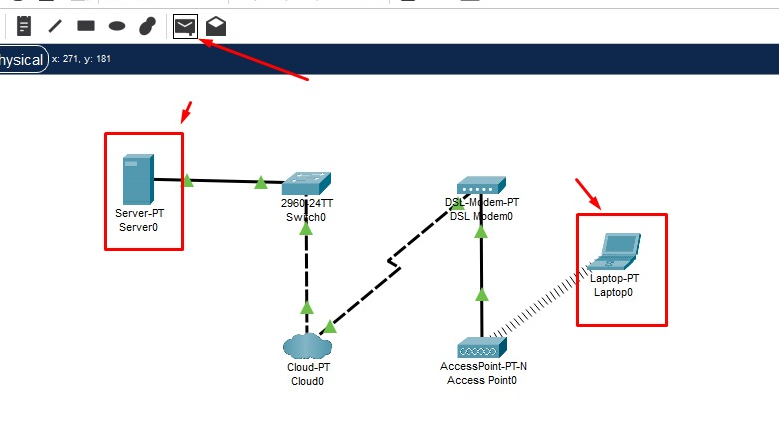 hysical x: 271, y: 181
Server-PT
Server0
2960-24TT
Switch0
DSL-Modem-PT
DSL Modem0
Laptop-PT
Laptop0
Cloud-PT
Cloud0
AccessPoint-PT-N
Access Point0